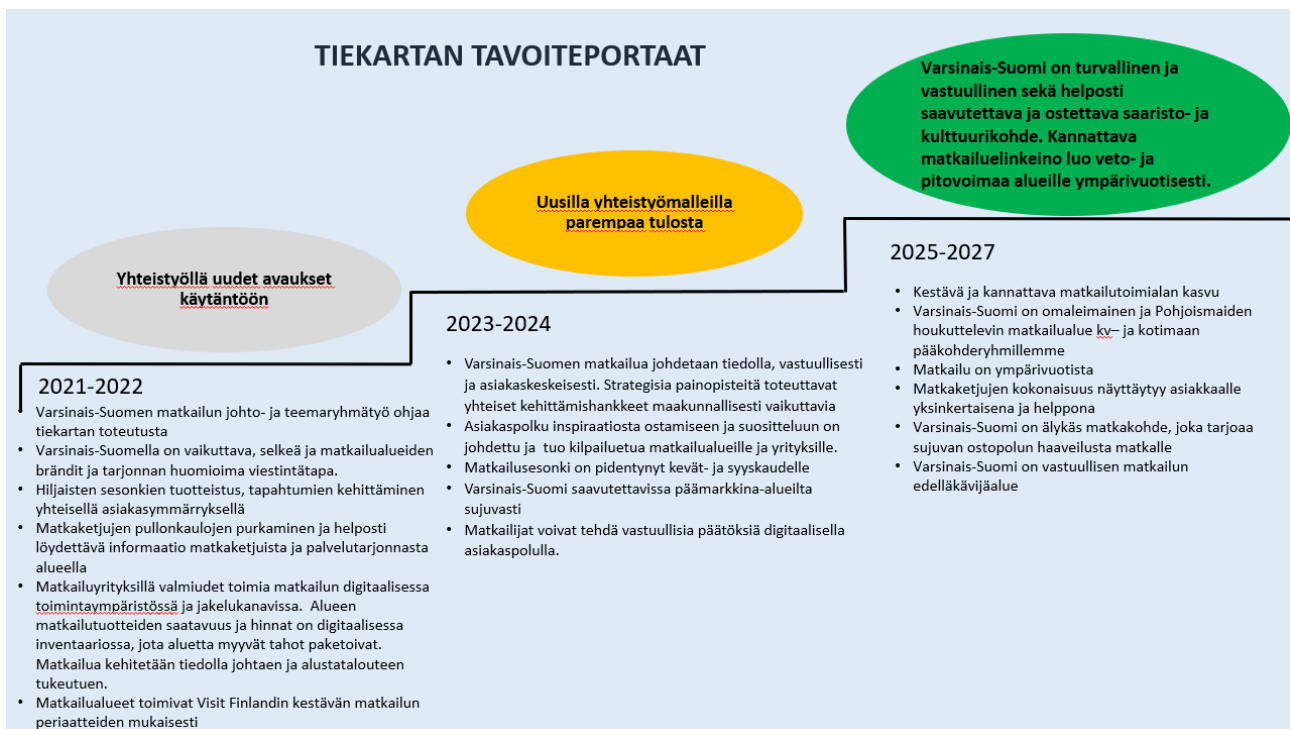 TIEKARTAN TAVOITEPORTAAT
Yhteistyöllä uudet avaukset
käytäntöön
2021-2022
• Varsinais-Suomen matkailun johto- ja teemaryhmätyö ohjaa
tiekartan toteutusta
• Varsinais-Suomella on vaikuttava, selkeä ja matkailualueiden
brändit ja tarjonnan huomioima viestintätapa.
• Hiljaisten sesonkien tuotteistus, tapahtumien kehittäminen
yhteisellä asiakasymmärryksellä
• Matkaketjujen pullonkaulojen purkaminen ja helposti
löydettävä informaatio matkaketjuista ja palvelutarjonnasta
alueella
• Matkailuyrityksillä valmiudet toimia matkailun digitaalisessa
toimintaympäristössä ja jakelukanavissa. Alueen
matkailutuotteiden saatavuus ja hinnat on digitaalisessa
inventaariossa, jota aluetta myyvät tahot paketoivat.
Matkailua kehitetään tiedolla johtaen ja alustatalouteen
tukeutuen.
• Matkailualueet toimivat Visit Finlandin kestävän matkailun
periaatteiden mukaisesti
Uusilla yhteistyömalleilla
parempaa tulosta
2023-2024
• Varsinais-Suomen matkailua johdetaan tiedolla, vastuullisesti
ja asiakaskeskeisesti. Strategisia painopisteitä toteuttavat
yhteiset kehittämishankkeet maakunnallisesti vaikuttavia
• Asiakaspolku inspiraatiosta ostamiseen ja suositteluun on
johdettu ja tuo kilpailuetua matkailualueille ja yrityksille.
• Matkailusesonki on pidentynyt kevät- ja syyskaudelle
• Varsinais-Suomi saavutettavissa päämarkkina-alueilta
sujuvasti
• Matkailijat voivat tehdä vastuullisia päätöksiä digitaalisella
asiakaspolulla.
Varsinais-Suomi on turvallinen ja
vastuullinen sekä helposti
saavutettava ja ostettava saaristo- ja
kulttuurikohde. Kannattava
matkailuelinkeino luo veto- ja
pitovoimaa alueille ympärivuotisesti.
2025-2027
• Kestävä ja kannattava matkailutoimialan kasvu
• Varsinais-Suomi on omaleimainen ja Pohjoismaiden
houkuttelevin matkailualue kv– ja kotimaan
pääkohderyhmillemme
• Matkailu on ympärivuotista
• Matkaketjujen kokonaisuus näyttäytyy asiakkaalle
yksinkertaisena ja helppona
• Varsinais-Suomi on älykäs matkakohde, joka tarjoaa
sujuvan ostopolun haaveilusta matkalle
• Varsinais-Suomi on vastuullisen matkailun
edelläkävijäalue